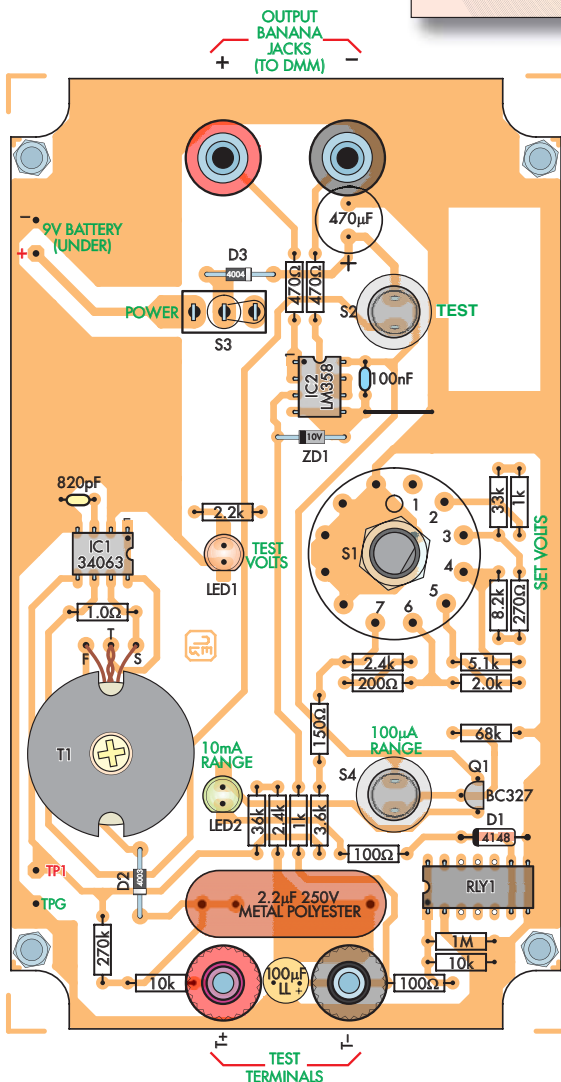 OUTPUT
BANANA
JACKS
(TO DMM)
+
–
470µF
+
–
9V BATTERY
(UNDER)
+
D3
4004
470Ω
470Ω
POWER
S3
S2
TEST
1
IC2
LM358
100nF
10V
ZD1
820pF
1
IC1
34063
2.2k
LED1
TEST
VOLTS
S1
1
2
3
4
5
6
7
33k
1k
8.2k
270Ω
SET VOLTS
1.0Ω
F
T
S
T1
2.4k
200Ω
5.1k
2.0k
150Ω
68k
10mA
RANGE
LED2
100µA
RANGE
S4
Q1
BC327
36k
2.4k
1k
3.6k
D1
4148
100Ω
TP1
TPG
D2
4003
2.2µF 250V
METAL POLYESTER
RLY1
270k
1M
10k
10k
100µF
LL
+
100Ω
T+
T–
TEST
TERMINALS